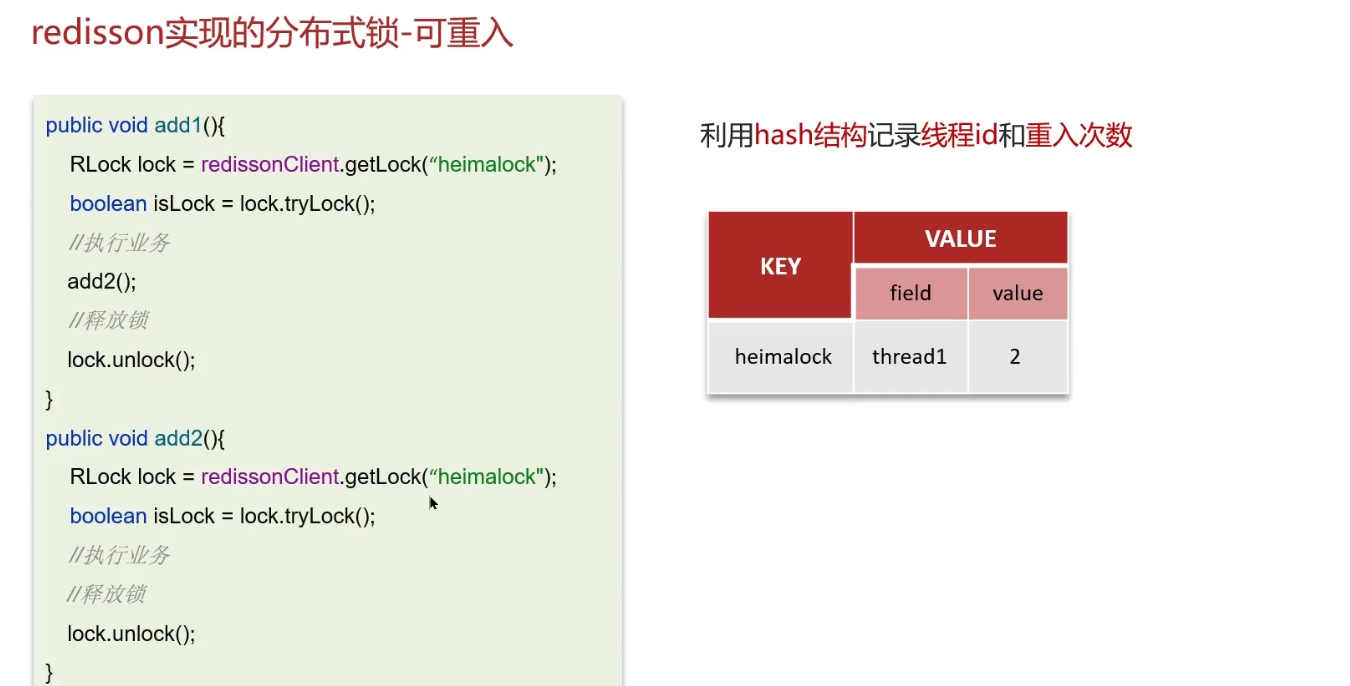 redisson实现的分布式锁-可重入
public void add1(){
RLock lock = redissonClient.getLock(“heimalock");
boolean isLock = lock.tryLock();
//执行业务
add2();
//释放锁
lock.unlock();
}
public void add2(){
RLock lock = redissonClient.getLock(“heimalock");
boolean isLock = lock.tryLock();
//执行业务
//释放锁
lock.unlock();
}
利用hash结构记录线程id和重入次数
KEY VALUE
field value
heimalock thread1 2